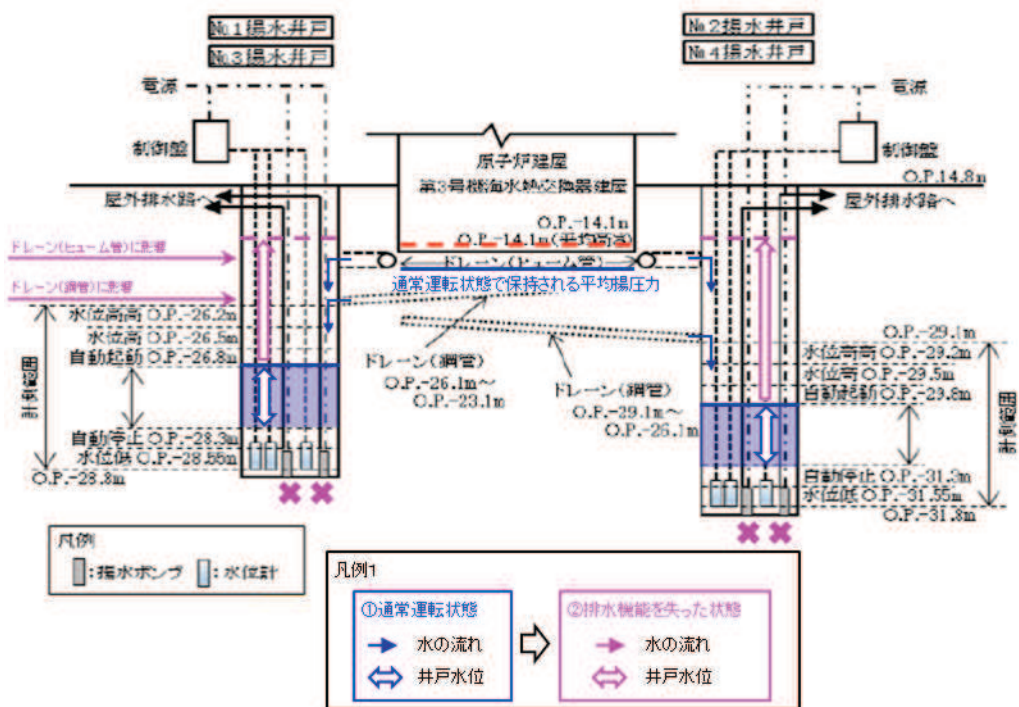 No.1揚水井戸
No.3揚水井戸
No.2揚水井戸
No.4揚水井戸
電源
電源
制御盤
制御盤
原子炉建屋
第3号機海水熱交換器建屋
O.P.14.8m
屋外排水路へ
屋外排水路へ
O.P.-14.1m
O.P.-14.1m(平均高さ)
ドレーン(ヒューム管)に影響
ドレーン(ヒューム管)
通常運転状態で保持される平均揚圧力
ドレーン(鋼管)に影響
水位高高 O.P.-26.2m
水位高 O.P.-26.5m
自動起動 O.P.-26.8m
計測範囲
自動停止 O.P.-28.3m
水位低 O.P.-28.55m
O.P.-28.8m
ドレーン(鋼管)
O.P.-26.1m～
O.P.-23.1m
ドレーン(鋼管)
O.P.-29.1m～
O.P.-26.1m
O.P.-29.1m
水位高高 O.P.-29.2m
水位高 O.P.-29.5m
自動起動 O.P.-29.8m
計測範囲
自動停止 O.P.-31.3m
水位低 O.P.-31.55m
O.P.-31.8m
凡例
:揚水ポンプ :水位計
凡例1
①通常運転状態
水の流れ
井戸水位
②排水機能を失った状態
水の流れ
井戸水位